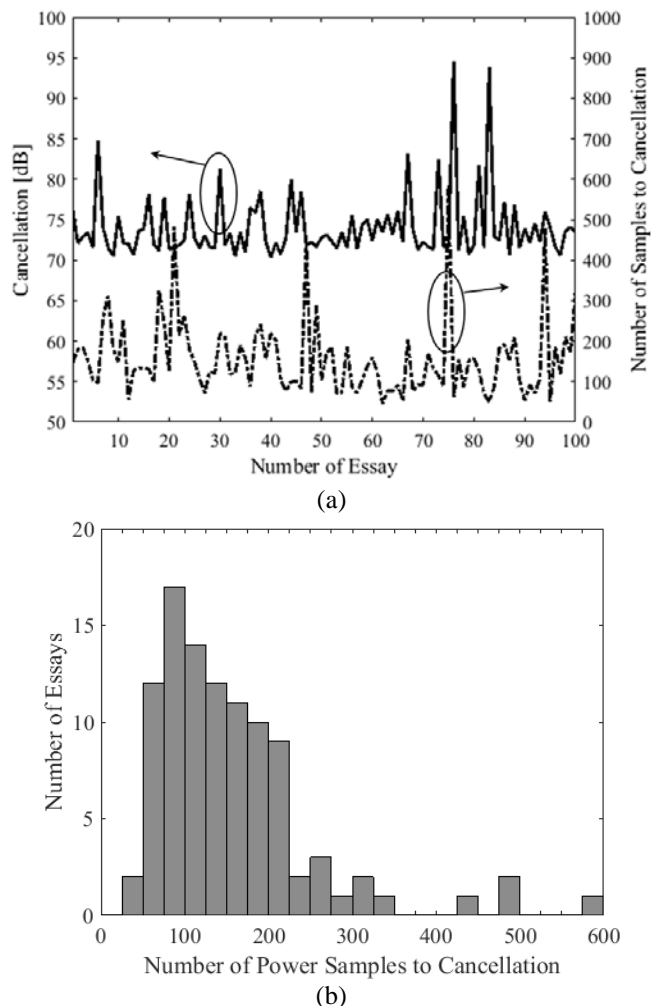 100 1000
95 900
90 800
85 700
80 600
75 500
70 400
65 300
60 200
55 100
50 0
Cancellation [dB]
Number of Samples to Cancellation
10 20 30 40 50 60 70 80 90 100
Number of Essay
(a)
20
15
10
5
0
Number of Essays
0 100 200 300 400 500 600
Number of Power Samples to Cancellation
(b)